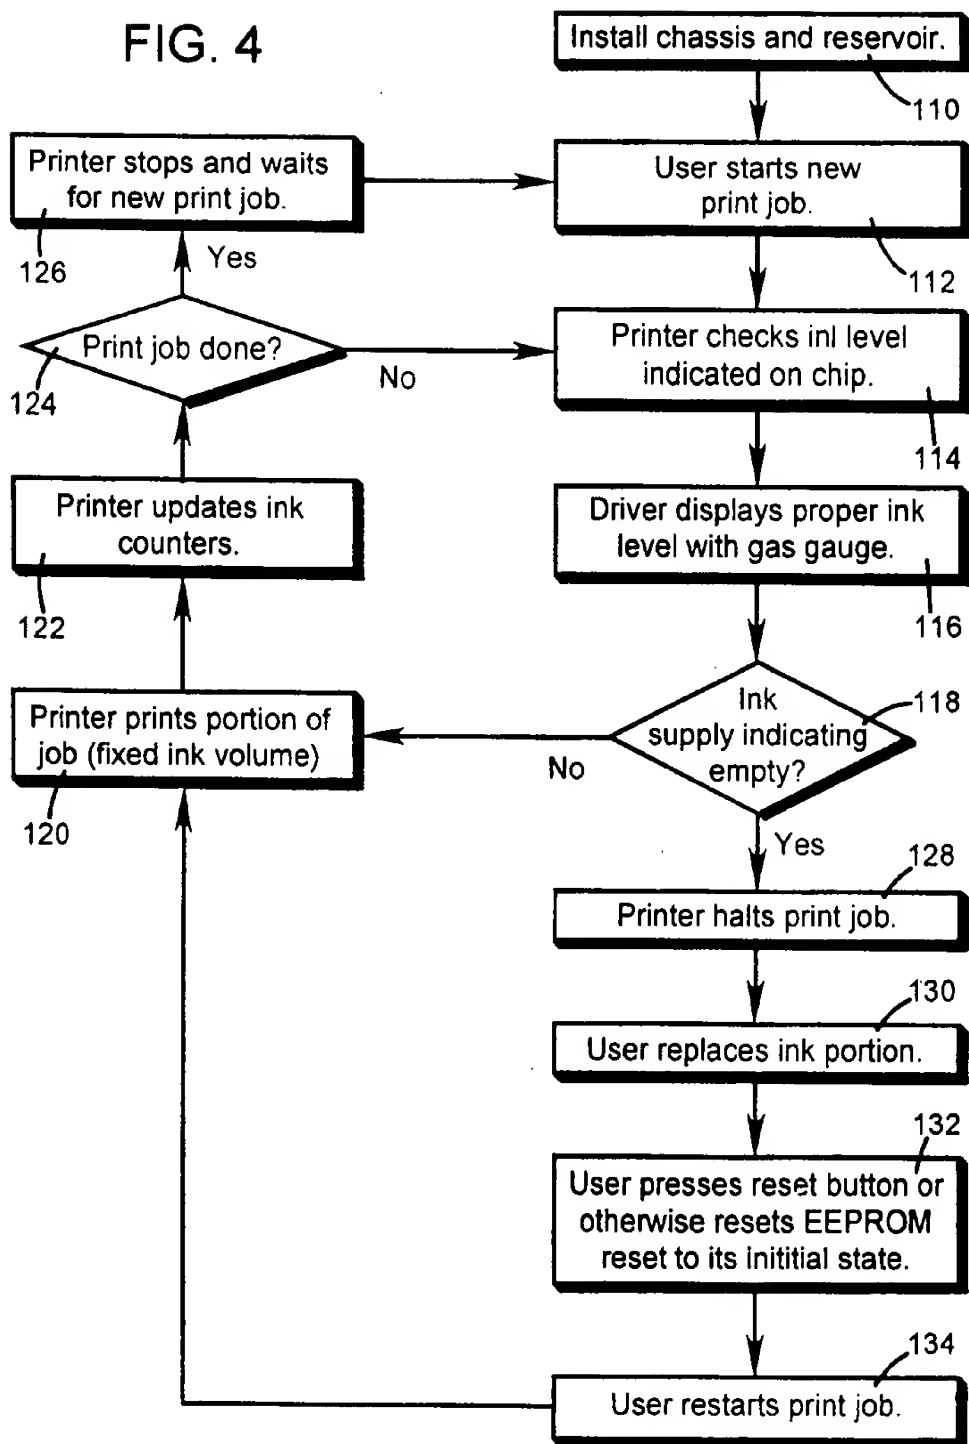 FIG. 4
Install chassis and reservoir.
110
User starts new
print job.
112
Printer checks inl level
indicated on chip.
114
Driver displays proper ink
level with gas gauge.
116
Ink
supply indicating
empty?
118
No
Yes
Printer prints portion of
job (fixed ink volume)
120
Printer updates ink
counters.
122
Print job done?
124
No
Yes
Printer stops and waits
for new print job.
126
128
Printer halts print job.
130
User replaces ink portion.
132
User presses reset button or
otherwise resets EEPROM
reset to its inititial state.
134
User restarts print job.